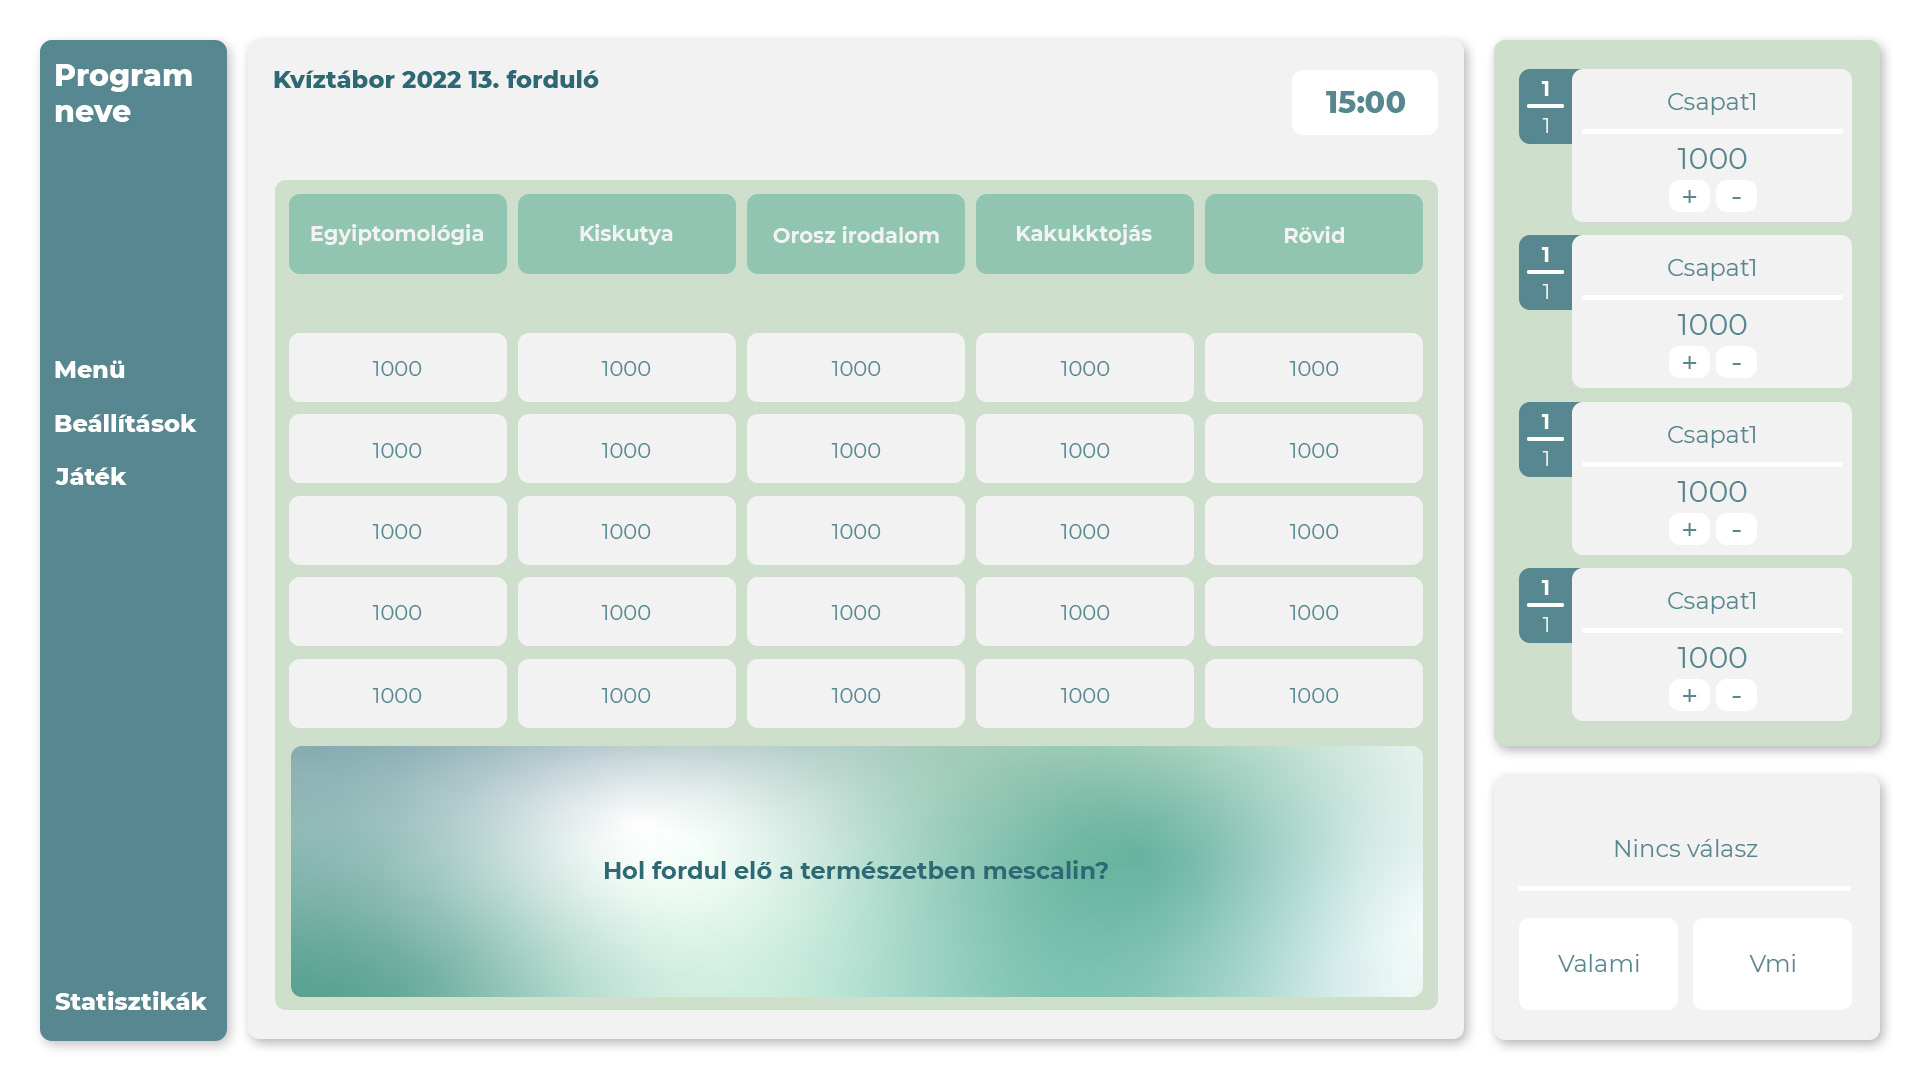 Program
neve
Menü
Beállítások
Játék
Statisztikák
Kvíztábor 2022 13. forduló
15:00
Egyiptomológia Kiskutya Orosz irodalom Kakukktojás Rövid
1000 1000 1000 1000 1000
1000 1000 1000 1000 1000
1000 1000 1000 1000 1000
1000 1000 1000 1000 1000
1000 1000 1000 1000 1000
Hol fordul elő a természetben mescalin?
1
1
Csapat1
1000
+ -
1
1
Csapat1
1000
+ -
1
1
Csapat1
1000
+ -
1
1
Csapat1
1000
+ -
Nincs válasz
Valami Vmi